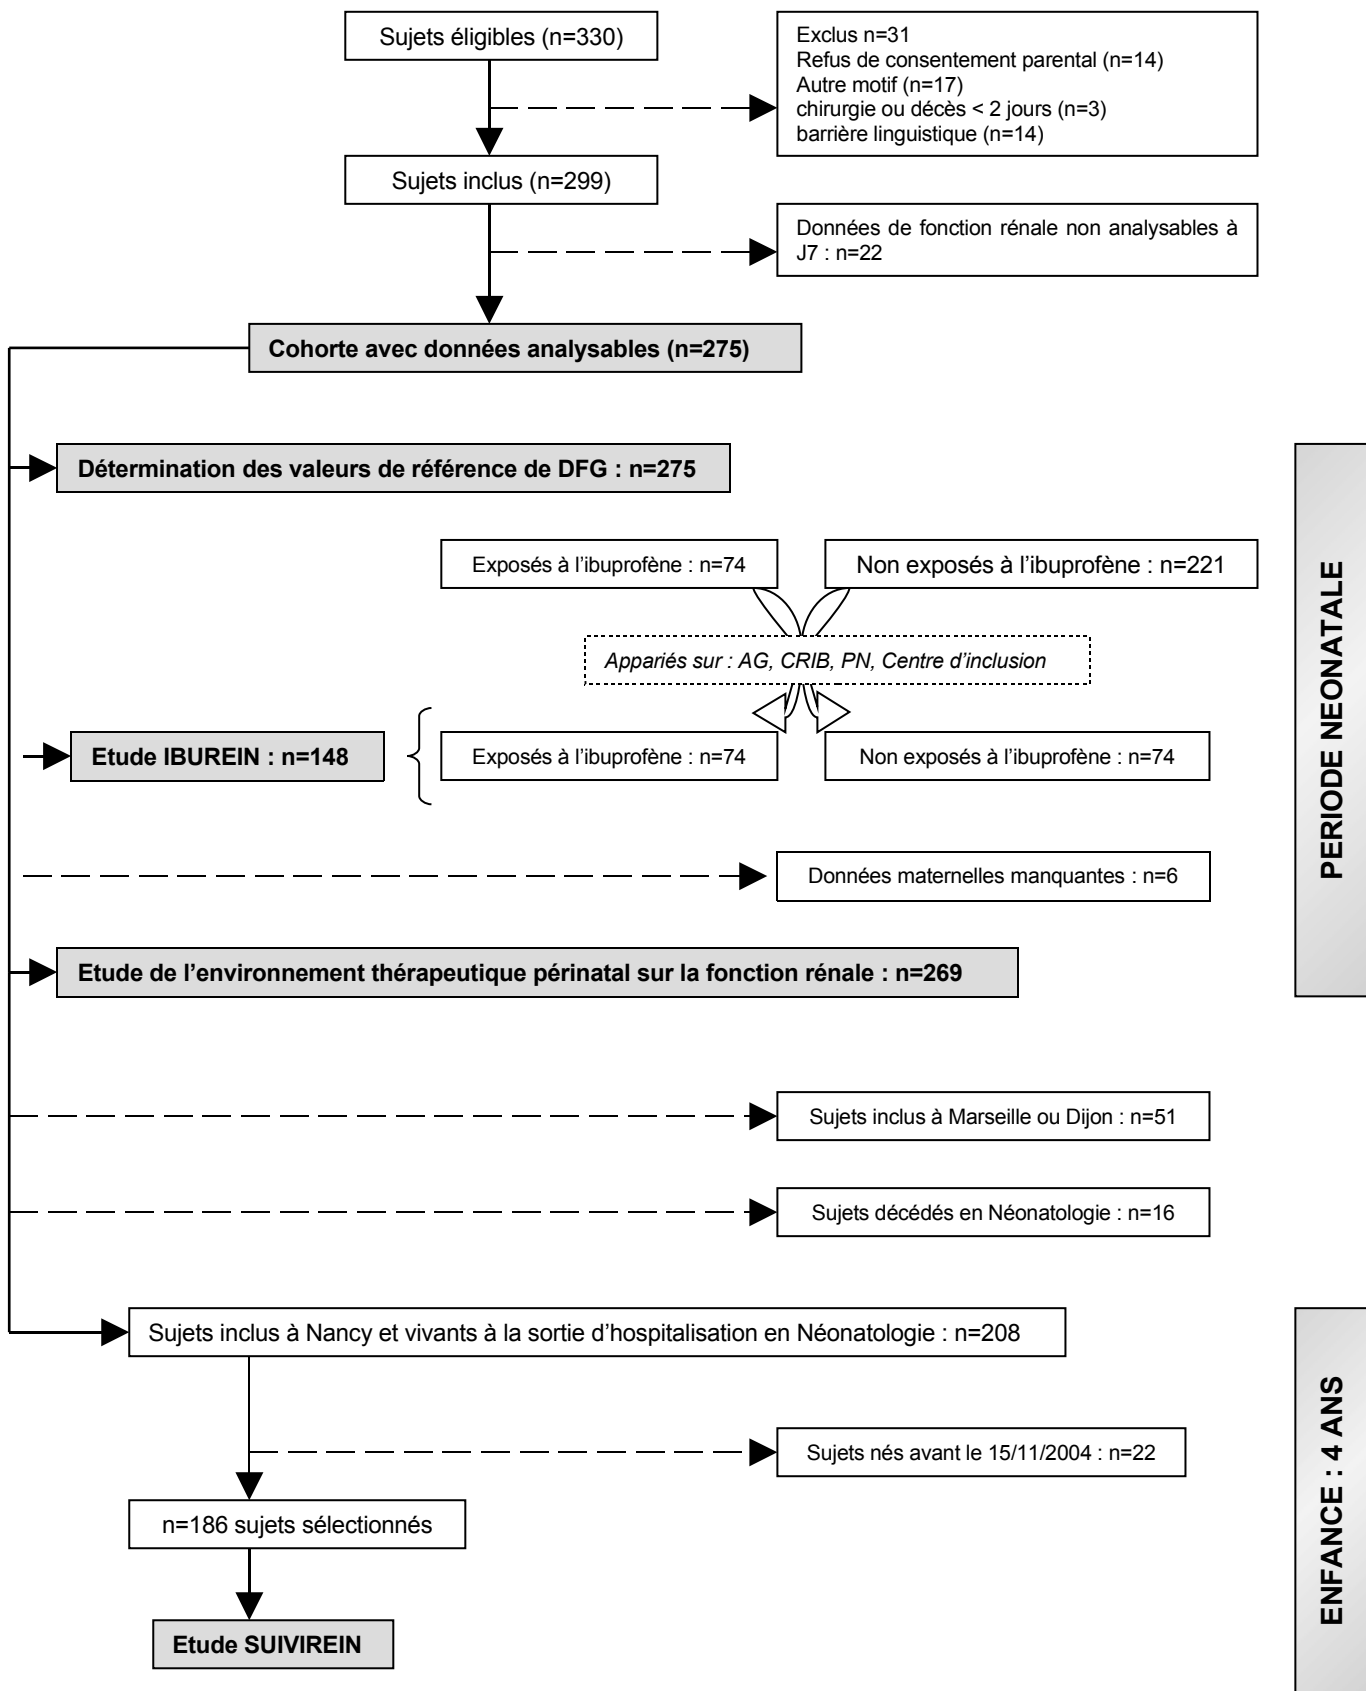 Sujets éligibles (n=330)
Exclus n=31
Refus de consentement parental (n=14)
Autre motif (n=17)
chirurgie ou décès < 2 jours (n=3)
barrière linguistique (n=14)
Sujets inclus (n=299)
Données de fonction rénale non analysables à
J7 : n=22
Cohorte avec données analysables (n=275)
Détermination des valeurs de référence de DFG : n=275
Exposés à l’ibuprofène : n=74
Non exposés à l’ibuprofène : n=221
Appariés sur : AG, CRIB, PN, Centre d’inclusion
Etude IBUREIN : n=148
Exposés à l’ibuprofène : n=74
Non exposés à l’ibuprofène : n=74
Données maternelles manquantes : n=6
Etude de l’environnement thérapeutique périnatal sur la fonction rénale : n=269
PERIODE NEONATALE
Sujets inclus à Marseille ou Dijon : n=51
Sujets décédés en Néonatologie : n=16
Sujets inclus à Nancy et vivants à la sortie d’hospitalisation en Néonatologie : n=208
Sujets nés avant le 15/11/2004 : n=22
n=186 sujets sélectionnés
Etude SUIVIREIN
ENFANCE : 4 ANS